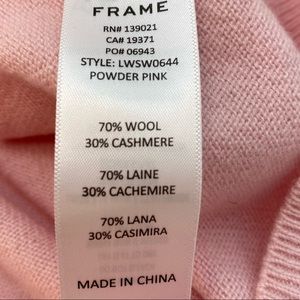 FRAME
RN# 139021
CA# 19371
PO# 06943
STYLE: LWSW0644
POWDER PINK
70% WOOL
30% CASHMERE
70% LAINE
30% CACHEMIRE
70% LANA
30% CASIMIRA
MADE IN CHINA